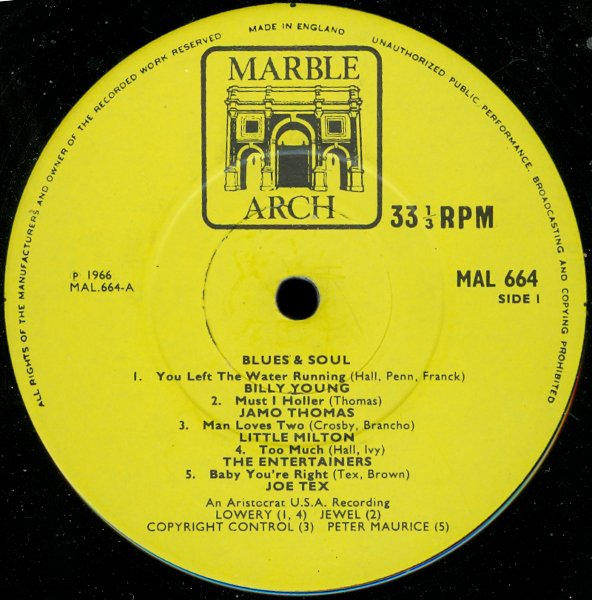 ALL RIGHTS OF THE MANUFACTURERS AND OWNER OF THE RECORDED WORK RESERVED
MADE IN ENGLAND
UNAUTHORIZED PUBLIC PERFORMANCE, BROADCASTING AND COPYING PROHIBITED
MARBLE
ARCH
33 1/3 RPM
P 1966
MAL.664-A
MAL 664
SIDE I
BLUES & SOUL
1. You Left The Water Running (Hall, Penn, Franck)
BILLY YOUNG
2. Must I Holler (Thomas)
JAMO THOMAS
3. Man Loves Two (Crosby, Brancho)
LITTLE MILTON
4. Too Much (Hall, Ivy)
THE ENTERTAINERS
5. Baby You're Right (Tex, Brown)
JOE TEX
An Aristocrat U.S.A. Recording
LOWERY (1, 4) JEWEL (2)
COPYRIGHT CONTROL (3) PETER MAURICE (5)